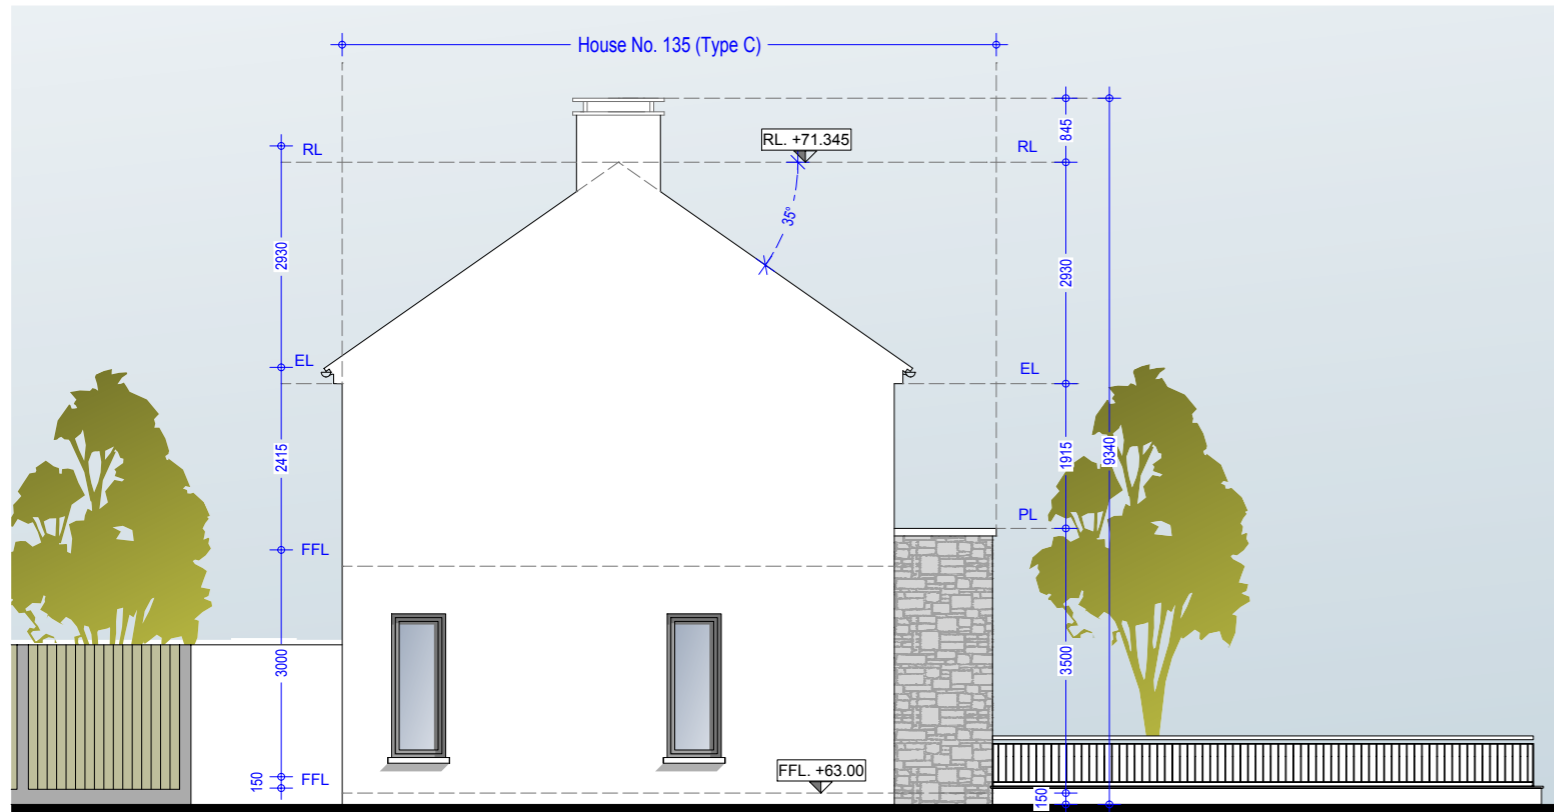 House No. 135 (Type C)
845
RL. +71.345
RL
RL
35°
2930
2930
EL
EL
2415
1915
9340
PL
FFL
3000
3500
FFL. +63.00
FFL
150
150